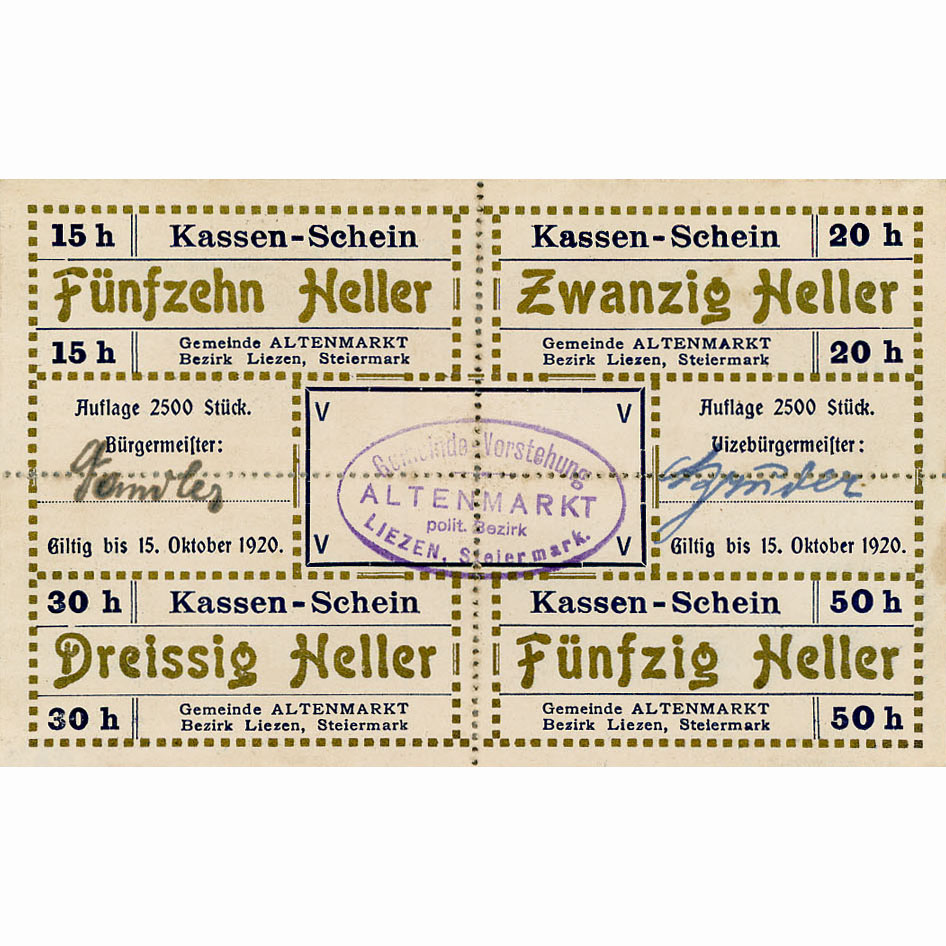 15 h Kassen-Schein
Fünfzehn Heller
15 h Gemeinde ALTENMARKT
Bezirk Liezen, Steiermark
Kassen-Schein 20 h
Zwanzig Heller
Gemeinde ALTENMARKT 20 h
Bezirk Liezen, Steiermark
Auflage 2500 Stück.
Bürgermeister:
Giltig bis 15. Oktober 1920.
V V
Gemeinde-Vorstehung
ALTENMARKT
polit. Bezirk
LIEZEN, Steiermark.
V V
Auflage 2500 Stück.
Vizebürgermeister:
Giltig bis 15. Oktober 1920.
30 h Kassen-Schein
Dreissig Heller
30 h Gemeinde ALTENMARKT
Bezirk Liezen, Steiermark
Kassen-Schein 50 h
Fünfzig Heller
Gemeinde ALTENMARKT 50 h
Bezirk Liezen, Steiermark